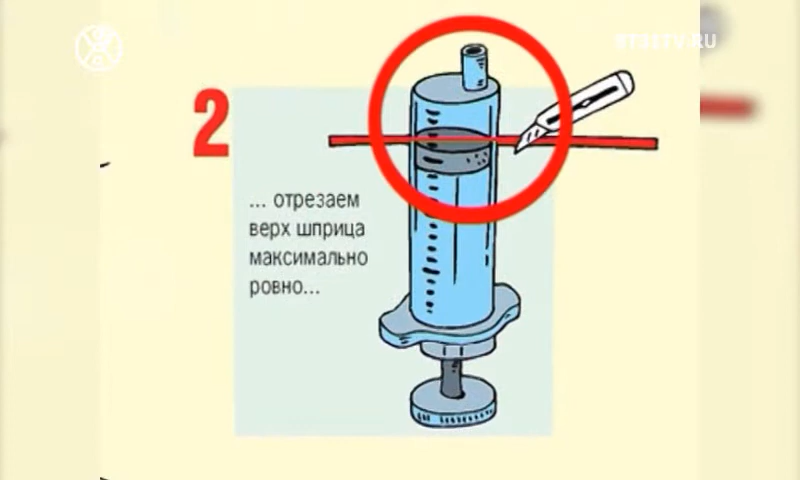 2
... отрезаем
верх шприца
максимально
ровно...